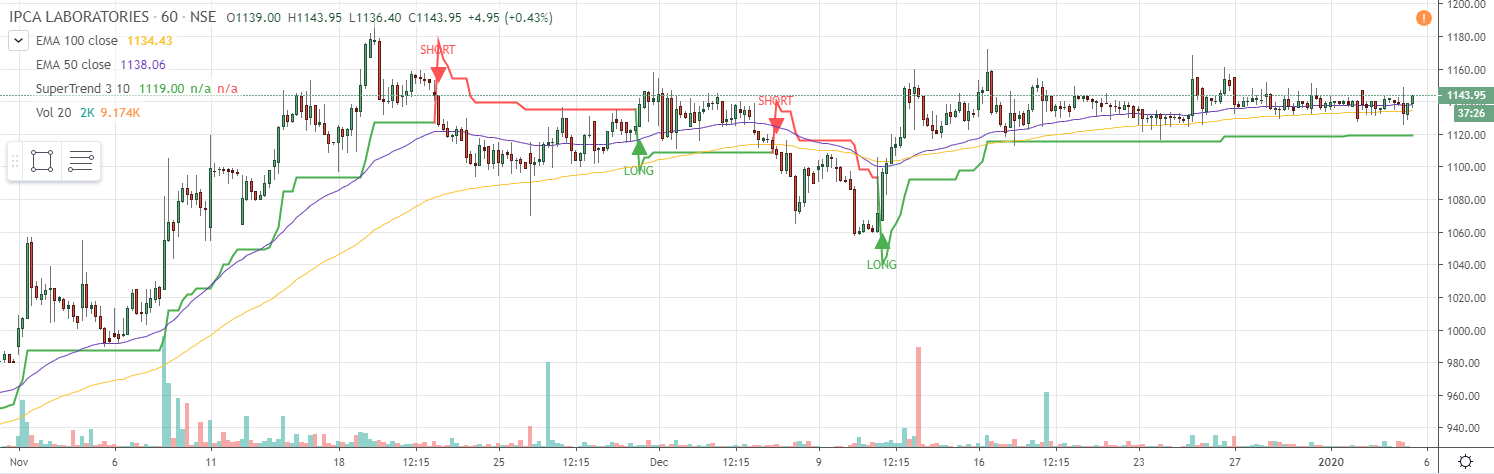 IPCA LABORATORIES · 60 · NSE O1139.00 H1143.95 L1136.40 C1143.95 +4.95 (+0.43%)
EMA 100 close 1134.43
EMA 50 close 1138.06
SuperTrend 3 10 1119.00 n/a n/a
Vol 20 2K 9.174K
SHORT
SHORT
LONG
LONG
1200.00
1180.00
1160.00
1143.95
37:26
1120.00
1100.00
1080.00
1060.00
1040.00
1020.00
1000.00
980.00
960.00
940.00
Nov 6 11 18 12:15 25 12:15 Dec 12:15 9 12:15 16 12:15 23 27 2020 6